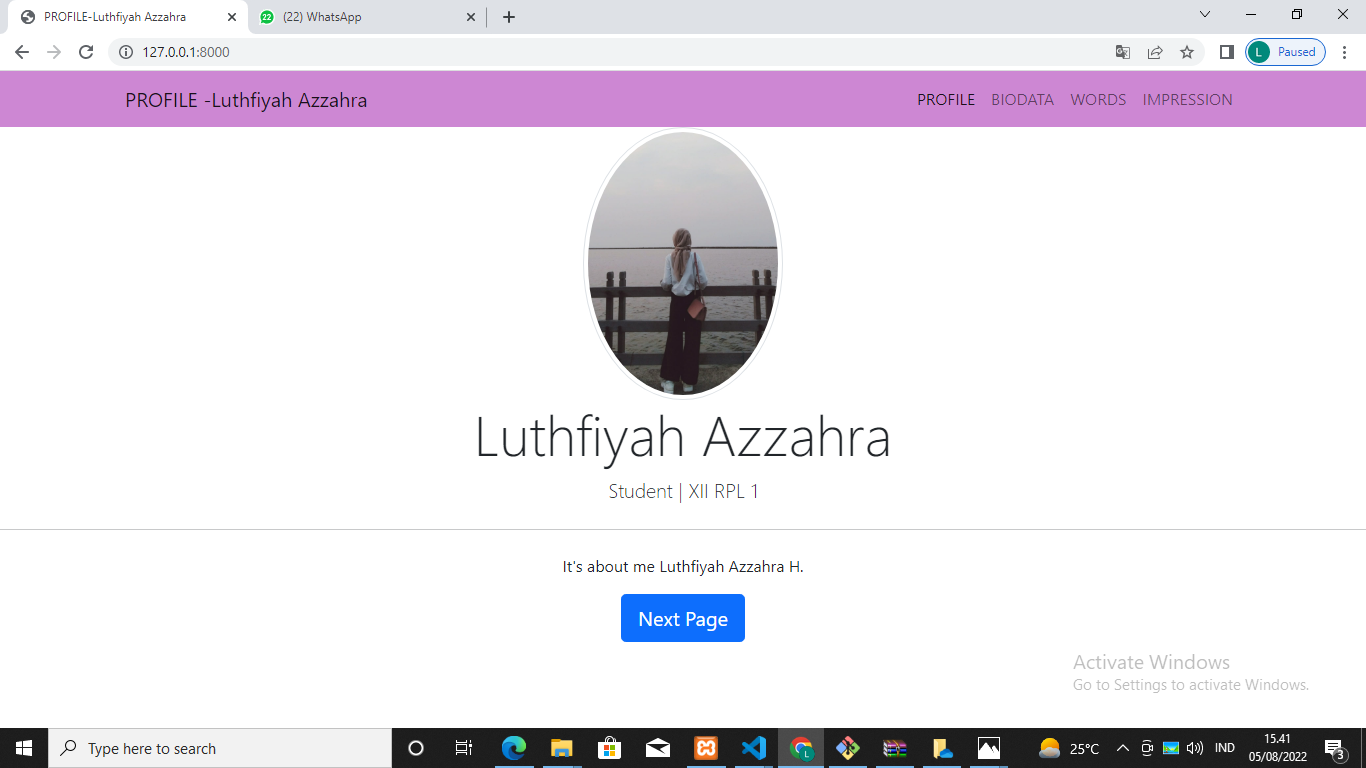 PROFILE-Luthfiyah Azzahra
22
(22) WhatsApp
127.0.0.1:8000
L
Paused
PROFILE -Luthfiyah Azzahra
PROFILE
BIODATA
WORDS
IMPRESSION
Luthfiyah Azzahra
Student | XII RPL 1
It's about me Luthfiyah Azzahra H.
Next Page
Activate Windows
Go to Settings to activate Windows.
Type here to search
L
25°C
IND
15.41
05/08/2022
3